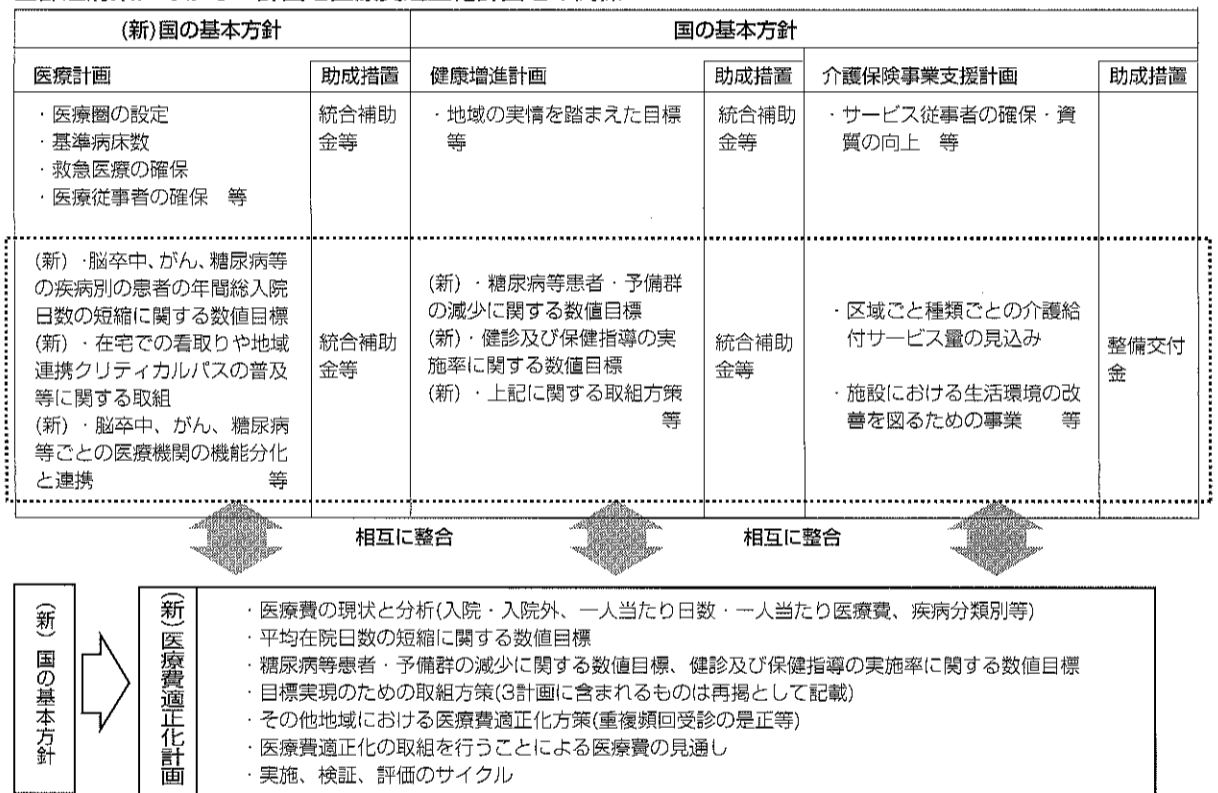 (新)国の基本方針
国の基本方針
医療計画
助成措置
健康増進計画
助成措置
介護保険事業支援計画
助成措置
・医療圏の設定
・基準病床数
・救急医療の確保
・医療従事者の確保　等
統合補助
金等
・地域の実情を踏まえた目標
等
統合補助
金等
・サービス従事者の確保・資
質の向上　等
(新)・脳卒中、がん、糖尿病等
の疾病別の患者の年間総入院
日数の短縮に関する数値目標
(新)・在宅での看取りや地域
連携クリティカルパスの普及
等に関する取組
(新)・脳卒中、がん、糖尿病
等ごとの医療機関の機能分化
と連携　等
統合補助
金等
(新)・糖尿病等患者・予備群
の減少に関する数値目標
(新)・健診及び保健指導の実
施率に関する数値目標
(新)・上記に関する取組方策
等
統合補助
金等
・区域ごと種類ごとの介護給
付サービス量の見込み
・施設における生活環境の改
善を図るための事業　等
整備交付
金
相互に整合
相互に整合
(新)国の基本方針
(新)医療費適正化計画
・医療費の現状と分析(入院・入院外、一人当たり日数・一人当たり医療費、疾病分類別等)
・平均在院日数の短縮に関する数値目標
・糖尿病等患者・予備群の減少に関する数値目標、健診及び保健指導の実施率に関する数値目標
・目標実現のための取組方策(3計画に含まれるものは再掲として記載)
・その他地域における医療費適正化方策(重複頻回受診の是正等)
・医療費適正化の取組を行うことによる医療費の見通し
・実施、検証、評価のサイクル